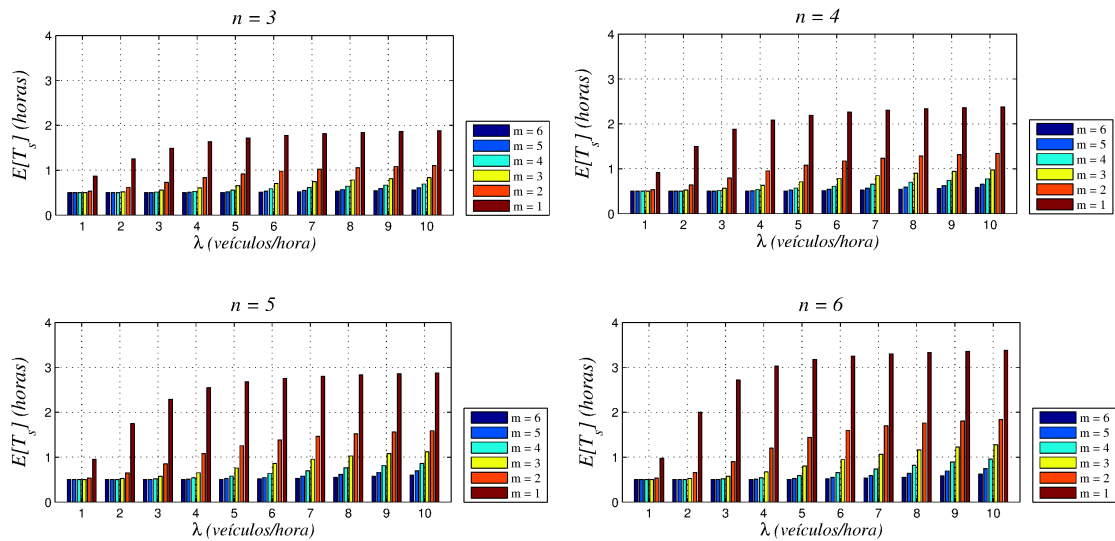 n = 3
4
3
2
1
0
E[Ts] (horas)
1 2 3 4 5 6 7 8 9 10
λ (veículos/hora)
m = 6
m = 5
m = 4
m = 3
m = 2
m = 1
n = 4
4
3
2
1
0
E[Ts] (horas)
1 2 3 4 5 6 7 8 9 10
λ (veículos/hora)
m = 6
m = 5
m = 4
m = 3
m = 2
m = 1
n = 5
4
3
2
1
0
E[Ts] (horas)
1 2 3 4 5 6 7 8 9 10
λ (veículos/hora)
m = 6
m = 5
m = 4
m = 3
m = 2
m = 1
n = 6
4
3
2
1
0
E[Ts] (horas)
1 2 3 4 5 6 7 8 9 10
λ (veículos/hora)
m = 6
m = 5
m = 4
m = 3
m = 2
m = 1